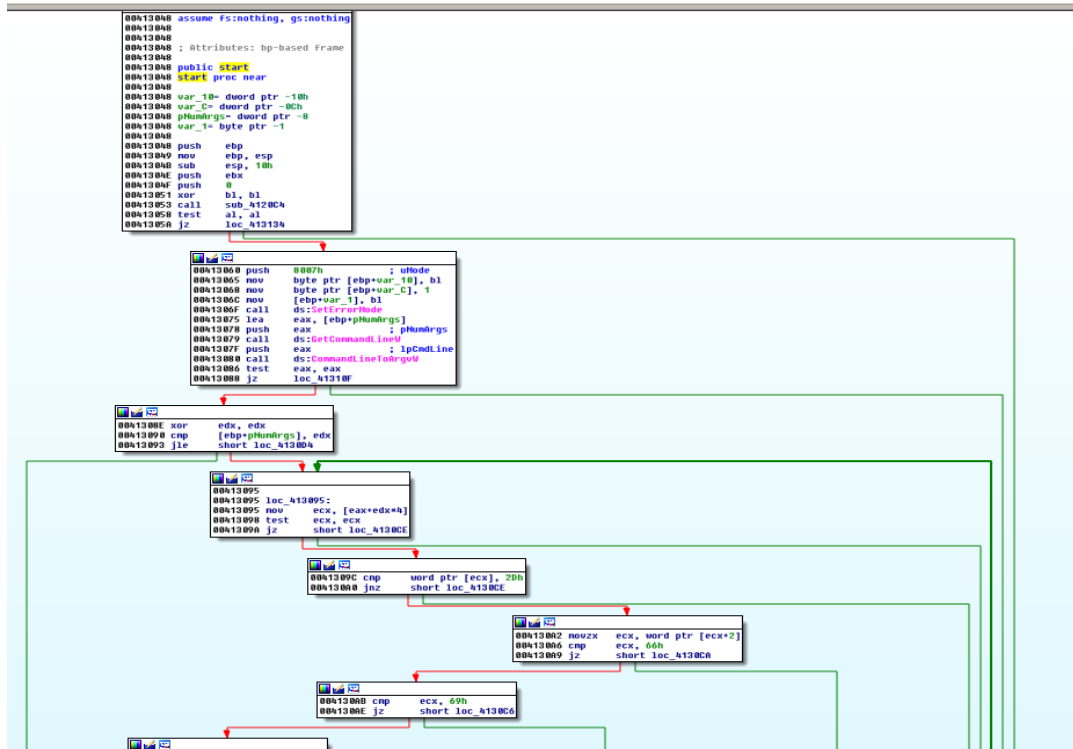 00413048 assume fs:nothing, gs:nothing
00413048
00413048
00413048 ; Attributes: bp-based frame
00413048
00413048 public start
00413048 start proc near
00413048
00413048 var_10= dword ptr -10h
00413048 var_C= dword ptr -0Ch
00413048 pNumArgs= dword ptr -8
00413048 var_1= byte ptr -1
00413048
00413048 push ebp
00413049 mov ebp, esp
0041304B sub esp, 10h
0041304E push ebx
0041304F push 0
00413051 xor bl, bl
00413053 call sub_4120C4
00413058 test al, al
0041305A jz loc_413134
00413060 push 8007h ; uMode
00413065 mov byte ptr [ebp+var_10], bl
00413068 mov byte ptr [ebp+var_C], 1
0041306C mov [ebp+var_1], bl
0041306F call ds:SetErrorMode
00413075 lea eax, [ebp+pNumArgs]
00413078 push eax ; pNumArgs
00413079 call ds:GetCommandLineW
0041307F push eax ; lpCmdLine
00413080 call ds:CommandLineToArgvW
00413086 test eax, eax
00413088 jz loc_41310F
0041308E xor edx, edx
00413090 cmp [ebp+pNumArgs], edx
00413093 jle short loc_4130D4
00413095
00413095 loc_413095:
00413095 mov ecx, [eax+edx*4]
00413098 test ecx, ecx
0041309A jz short loc_4130CE
0041309C cmp word ptr [ecx], 2Dh
004130A0 jnz short loc_4130CE
004130A2 movzx ecx, word ptr [ecx+2]
004130A6 cmp ecx, 66h
004130A9 jz short loc_4130CA
004130AB cmp ecx, 69h
004130AE jz short loc_4130C6